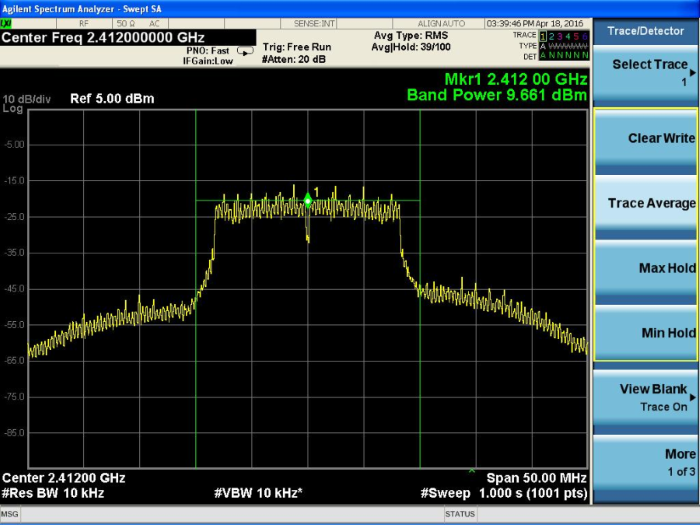 Agilent Spectrum Analyzer - Swept SA
LXI RF 50 Ω AC SENSE:INT ALIGN AUTO 03:39:46 PM Apr 18, 2016
Center Freq 2.412000000 GHz
PNO: Fast
IFGain:Low
Trig: Free Run
#Atten: 20 dB
Avg Type: RMS
Avg|Hold: 39/100
TRACE 1 2 3 4 5 6
TYPE A WWWWW
DET A N N N N N
Mkr1 2.412 00 GHz
Band Power 9.661 dBm
10 dB/div Ref 5.00 dBm
Log
-5.00
-15.0
-25.0
-35.0
-45.0
-55.0
-65.0
-75.0
-85.0
1
Center 2.41200 GHz Span 50.00 MHz
#Res BW 10 kHz #VBW 10 kHz* #Sweep 1.000 s (1001 pts)
MSG STATUS
Trace/Detector
Select Trace
1
Clear Write
Trace Average
Max Hold
Min Hold
View Blank
Trace On
More
1 of 3